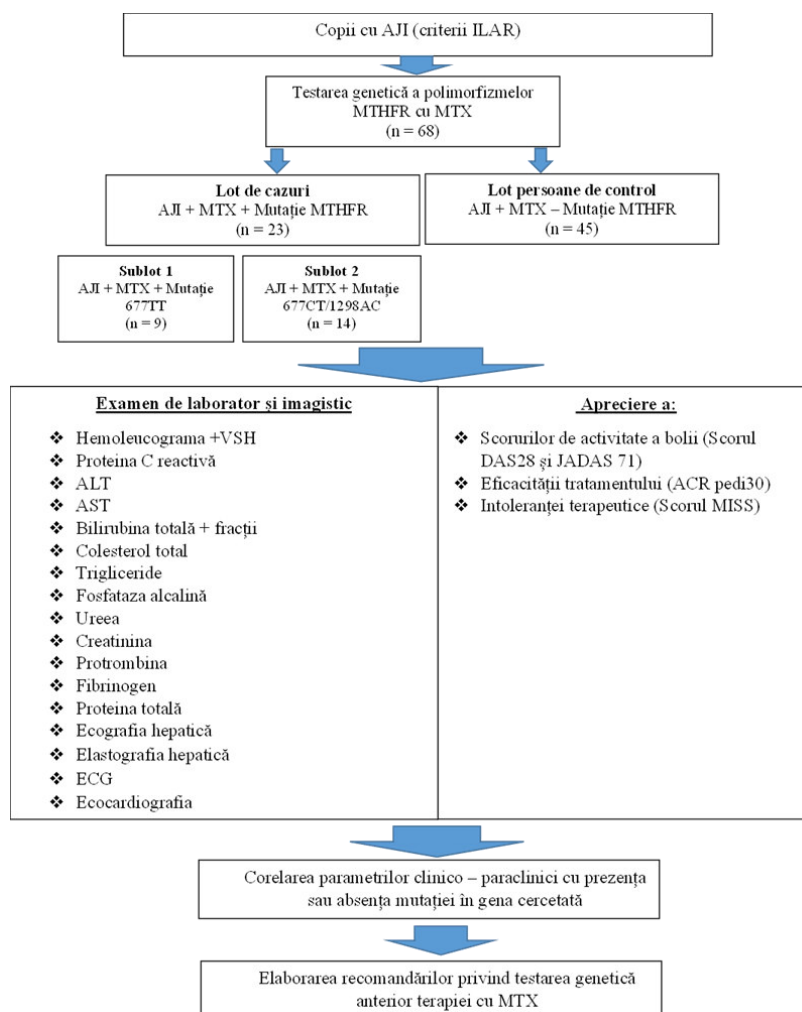 Copii cu AJI (criterii ILAR)
Testarea genetică a polimorfizmelor
MTHFR cu MTX
(n = 68)
Lot de cazuri
AJI + MTX + Mutație MTHFR
(n = 23)
Lot persoane de control
AJI + MTX – Mutație MTHFR
(n = 45)
Sublot 1
AJI + MTX + Mutație
677TT
(n = 9)
Sublot 2
AJI + MTX + Mutație
677CT/1298AC
(n = 14)
Examen de laborator și imagistic
❖ Hemoleucograma +VSH
❖ Proteina C reactivă
❖ ALT
❖ AST
❖ Bilirubina totală + fracții
❖ Colesterol total
❖ Trigliceride
❖ Fosfataza alcalină
❖ Ureea
❖ Creatinina
❖ Protrombina
❖ Fibrinogen
❖ Proteina totală
❖ Ecografia hepatică
❖ Elastografia hepatică
❖ ECG
❖ Ecocardiografia
Apreciere a:
❖ Scorurilor de activitate a bolii (Scorul
DAS28 și JADAS 71)
❖ Eficacității tratamentului (ACR pedi30)
❖ Intoleranței terapeutice (Scorul MISS)
Corelarea parametrilor clinico – paraclinici cu prezența
sau absența mutației în gena cercetată
Elaborarea recomandărilor privind testarea genetică
anterior terapiei cu MTX